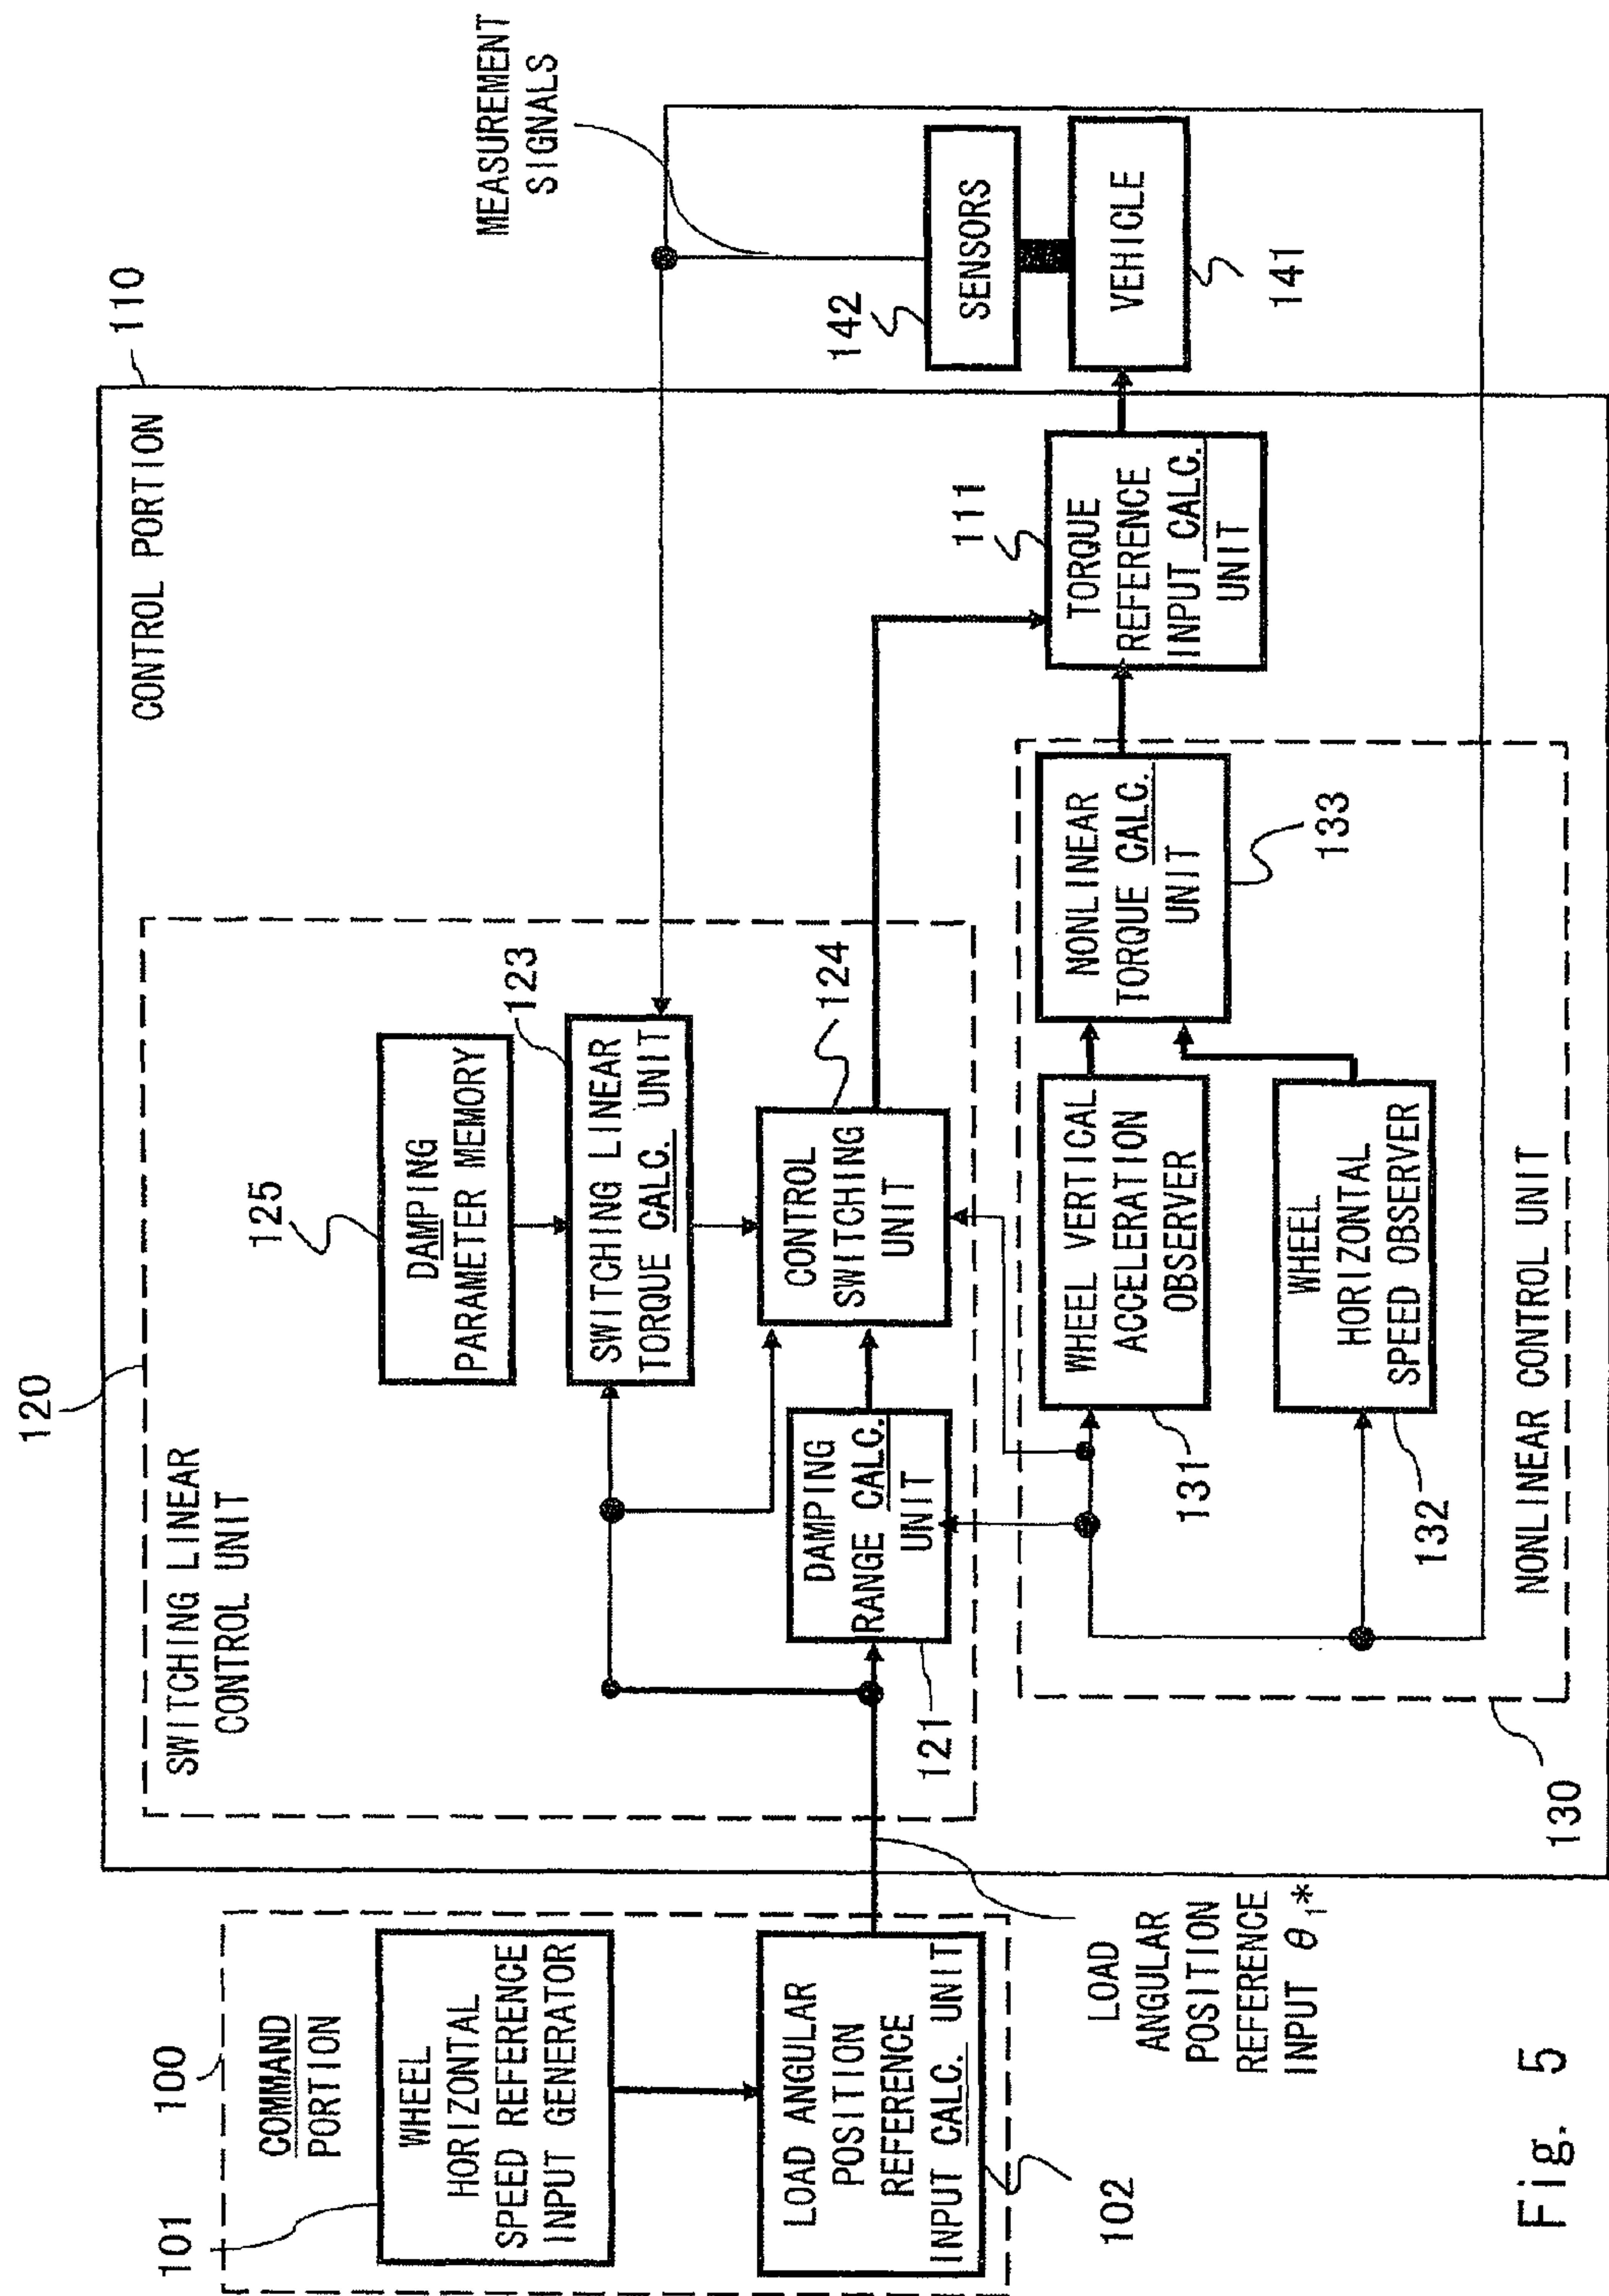 100
COMMAND
PORTION
101
WHEEL
HORIZONTAL
SPEED REFERENCE
INPUT GENERATOR
LOAD ANGULAR
POSITION
REFERENCE
INPUT CALC. UNIT
102
LOAD
ANGULAR
POSITION
REFERENCE
INPUT θ1*
110
CONTROL PORTION
120
SWITCHING LINEAR
CONTROL UNIT
125
DAMPING
PARAMETER MEMORY
123
SWITCHING LINEAR
TORQUE CALC. UNIT
124
CONTROL
SWITCHING
UNIT
DAMPING
RANGE CALC.
UNIT
121
WHEEL VERTICAL
ACCELERATION
OBSERVER
131
WHEEL
HORIZONTAL
SPEED OBSERVER
132
NONLINEAR
TORQUE CALC.
UNIT
133
NONLINEAR CONTROL UNIT
130
111
TORQUE
REFERENCE
INPUT CALC.
UNIT
MEASUREMENT
SIGNALS
142
SENSORS
VEHICLE
141
Fig. 5